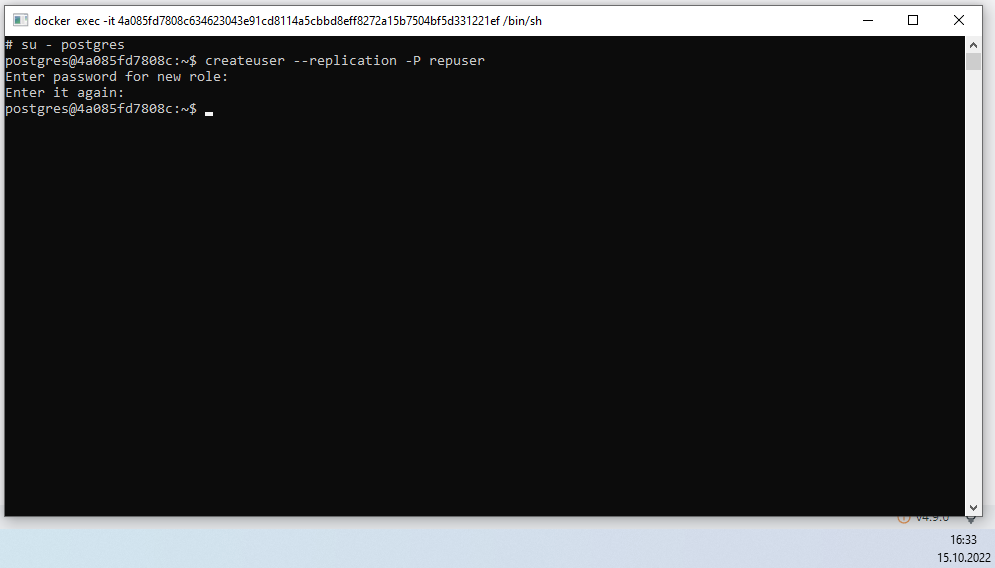 docker exec -it 4a085fd7808c634623043e91cd8114a5cbbd8eff8272a15b7504bf5d331221ef /bin/sh
# su - postgres
postgres@4a085fd7808c:~$ createuser --replication -P repuser
Enter password for new role:
Enter it again:
postgres@4a085fd7808c:~$
v4.9.0
16:33
15.10.2022